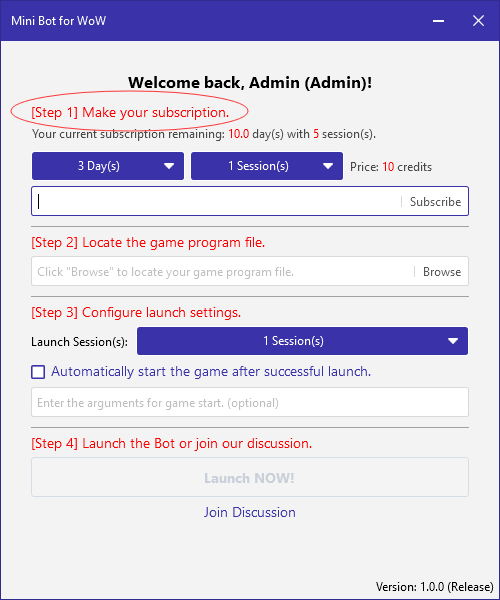 Mini Bot for WoW
Welcome back, Admin (Admin)!
[Step 1] Make your subscription.
Your current subscription remaining: 10.0 day(s) with 5 session(s).
3 Day(s) 1 Session(s) Price: 10 credits
Subscribe
[Step 2] Locate the game program file.
Click "Browse" to locate your game program file. Browse
[Step 3] Configure launch settings.
Launch Session(s): 1 Session(s)
Automatically start the game after successful launch.
Enter the arguments for game start. (optional)
[Step 4] Launch the Bot or join our discussion.
Launch NOW!
Join Discussion
Version: 1.0.0 (Release)